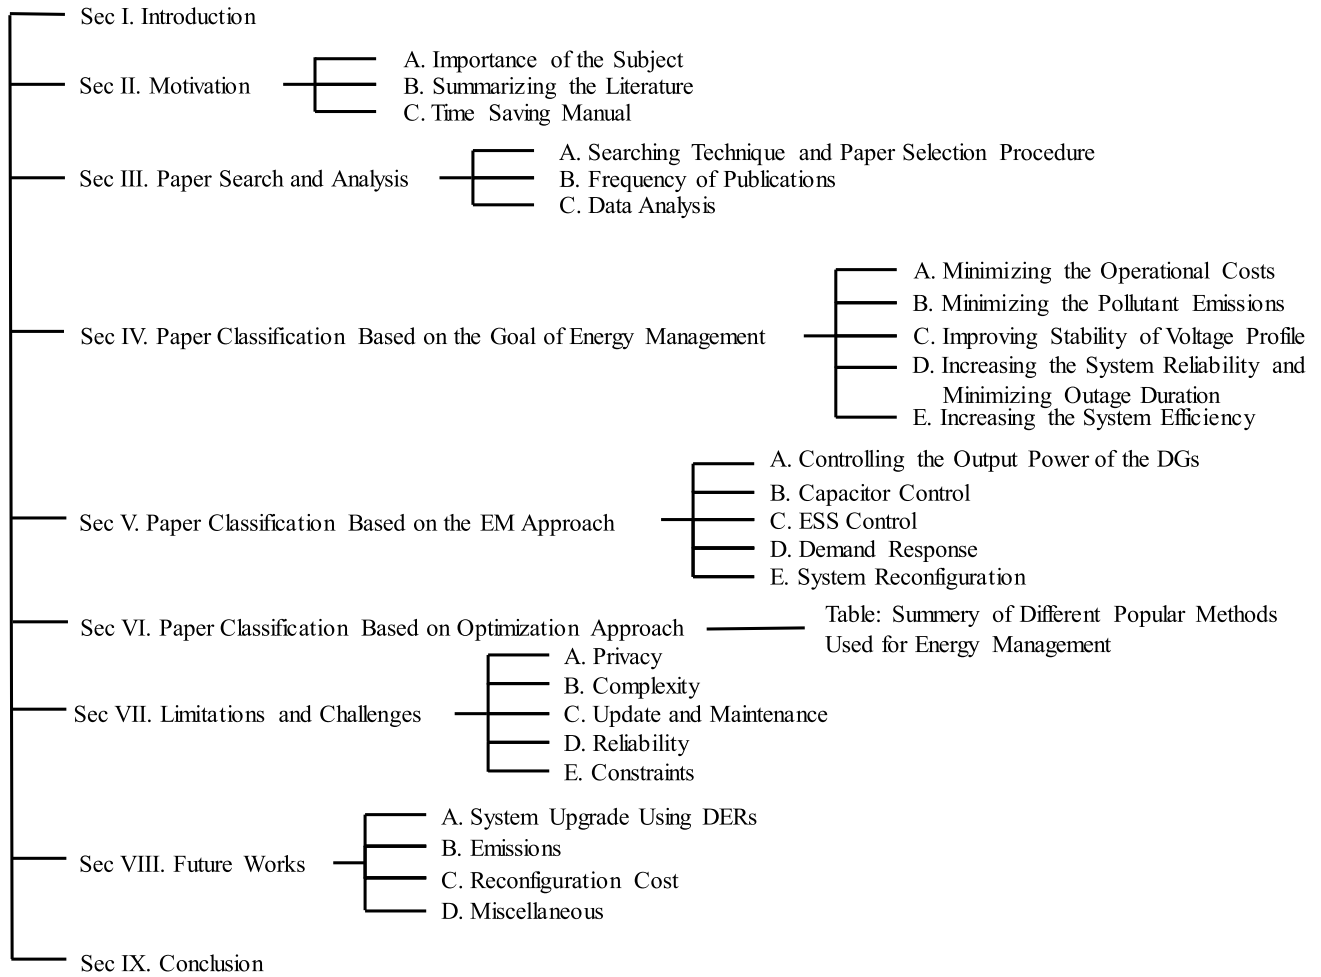 Sec I. Introduction
Sec II. Motivation
A. Importance of the Subject
B. Summarizing the Literature
C. Time Saving Manual
Sec III. Paper Search and Analysis
A. Searching Technique and Paper Selection Procedure
B. Frequency of Publications
C. Data Analysis
Sec IV. Paper Classification Based on the Goal of Energy Management
A. Minimizing the Operational Costs
B. Minimizing the Pollutant Emissions
C. Improving Stability of Voltage Profile
D. Increasing the System Reliability and
Minimizing Outage Duration
E. Increasing the System Efficiency
Sec V. Paper Classification Based on the EM Approach
A. Controlling the Output Power of the DGs
B. Capacitor Control
C. ESS Control
D. Demand Response
E. System Reconfiguration
Sec VI. Paper Classification Based on Optimization Approach
Table: Summery of Different Popular Methods
Used for Energy Management
Sec VII. Limitations and Challenges
A. Privacy
B. Complexity
C. Update and Maintenance
D. Reliability
E. Constraints
Sec VIII. Future Works
A. System Upgrade Using DERs
B. Emissions
C. Reconfiguration Cost
D. Miscellaneous
Sec IX. Conclusion